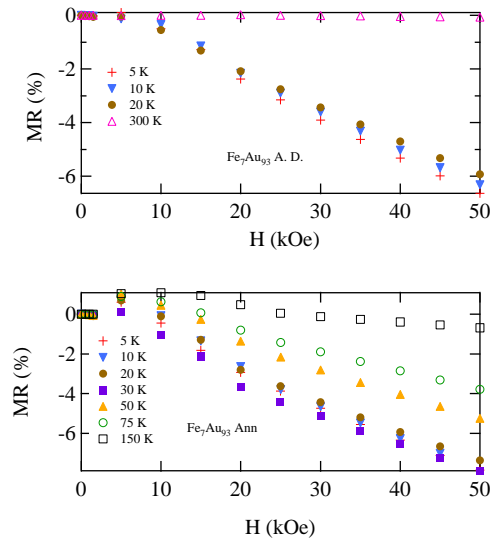 0
-2
-4
-6
MR (%)
5 K
10 K
20 K
300 K
Fe₇Au₉₃ A. D.
0 10 20 30 40 50
H (kOe)
0
-2
-4
-6
MR (%)
5 K
10 K
20 K
30 K
50 K
75 K
150 K
Fe₇Au₉₃ Ann
0 10 20 30 40 50
H (kOe)